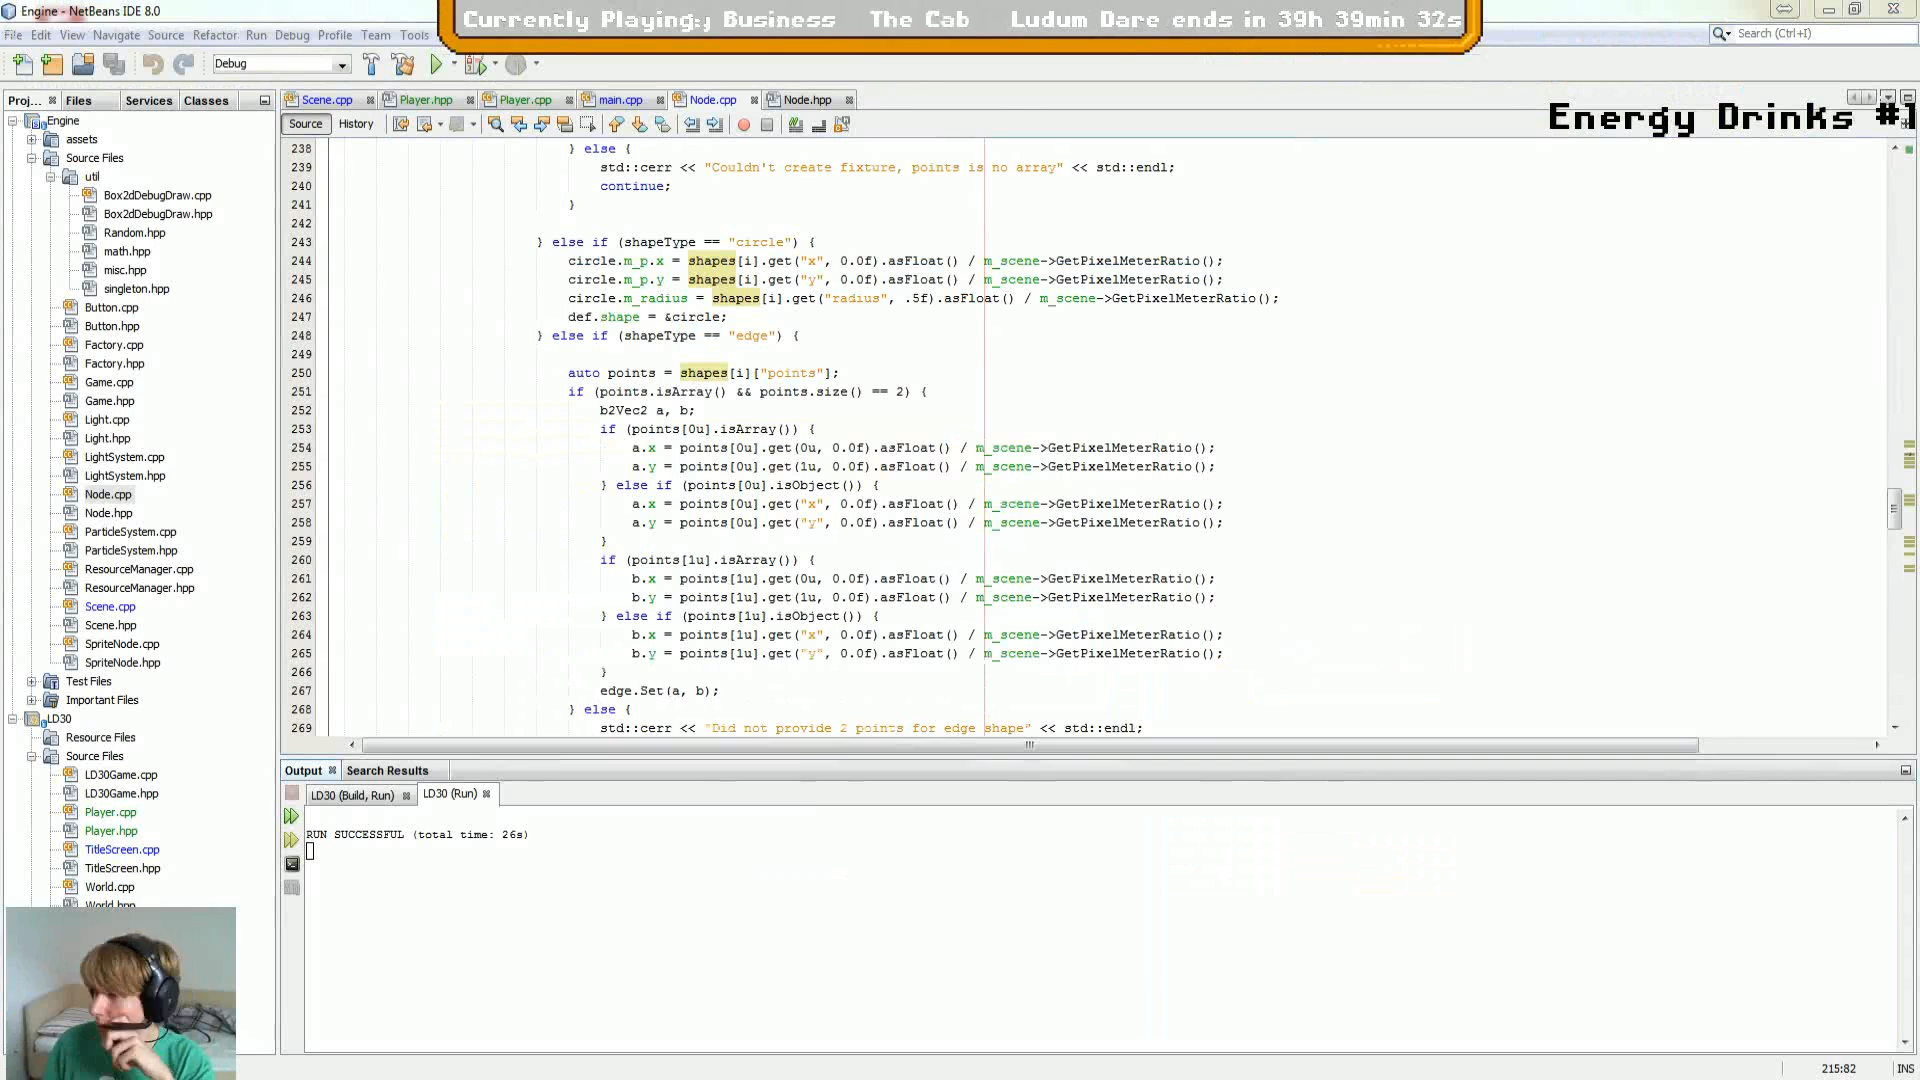 Engine - NetBeans IDE 8.0
Currently Playing: Business The Cab Ludum Dare ends in 39h 39min 32s
File Edit View Navigate Source Refactor Run Debug Profile Team Tools
Search (Ctrl+I)
Debug
Proj... Files Services Classes
Scene.cpp Player.hpp Player.cpp main.cpp Node.cpp Node.hpp
Energy Drinks #1
Source History
Engine
assets
Source Files
util
Box2dDebugDraw.cpp
Box2dDebugDraw.hpp
Random.hpp
math.hpp
misc.hpp
singleton.hpp
Button.cpp
Button.hpp
Factory.cpp
Factory.hpp
Game.cpp
Game.hpp
Light.cpp
Light.hpp
LightSystem.cpp
LightSystem.hpp
Node.cpp
Node.hpp
ParticleSystem.cpp
ParticleSystem.hpp
ResourceManager.cpp
ResourceManager.hpp
Scene.cpp
Scene.hpp
SpriteNode.cpp
SpriteNode.hpp
Test Files
Important Files
LD30
Resource Files
Source Files
LD30Game.cpp
LD30Game.hpp
Player.cpp
Player.hpp
TitleScreen.cpp
TitleScreen.hpp
World.cpp
World.hpp
238 } else {
239 std::cerr << "Couldn't create fixture, points is no array" << std::endl;
240 continue;
241 }
242
243 } else if (shapeType == "circle") {
244 circle.m_p.x = shapes[i].get("x", 0.0f).asFloat() / m_scene->GetPixelMeterRatio();
245 circle.m_p.y = shapes[i].get("y", 0.0f).asFloat() / m_scene->GetPixelMeterRatio();
246 circle.m_radius = shapes[i].get("radius", .5f).asFloat() / m_scene->GetPixelMeterRatio();
247 def.shape = &circle;
248 } else if (shapeType == "edge") {
249
250 auto points = shapes[i]["points"];
251 if (points.isArray() && points.size() == 2) {
252 b2Vec2 a, b;
253 if (points[0u].isArray()) {
254 a.x = points[0u].get(0u, 0.0f).asFloat() / m_scene->GetPixelMeterRatio();
255 a.y = points[0u].get(1u, 0.0f).asFloat() / m_scene->GetPixelMeterRatio();
256 } else if (points[0u].isObject()) {
257 a.x = points[0u].get("x", 0.0f).asFloat() / m_scene->GetPixelMeterRatio();
258 a.y = points[0u].get("y", 0.0f).asFloat() / m_scene->GetPixelMeterRatio();
259 }
260 if (points[1u].isArray()) {
261 b.x = points[1u].get(0u, 0.0f).asFloat() / m_scene->GetPixelMeterRatio();
262 b.y = points[1u].get(1u, 0.0f).asFloat() / m_scene->GetPixelMeterRatio();
263 } else if (points[1u].isObject()) {
264 b.x = points[1u].get("x", 0.0f).asFloat() / m_scene->GetPixelMeterRatio();
265 b.y = points[1u].get("y", 0.0f).asFloat() / m_scene->GetPixelMeterRatio();
266 }
267 edge.Set(a, b);
268 } else {
269 std::cerr << "Did not provide 2 points for edge shape" << std::endl;
Output Search Results
LD30 (Build, Run) LD30 (Run)
RUN SUCCESSFUL (total time: 26s)
215:82 INS